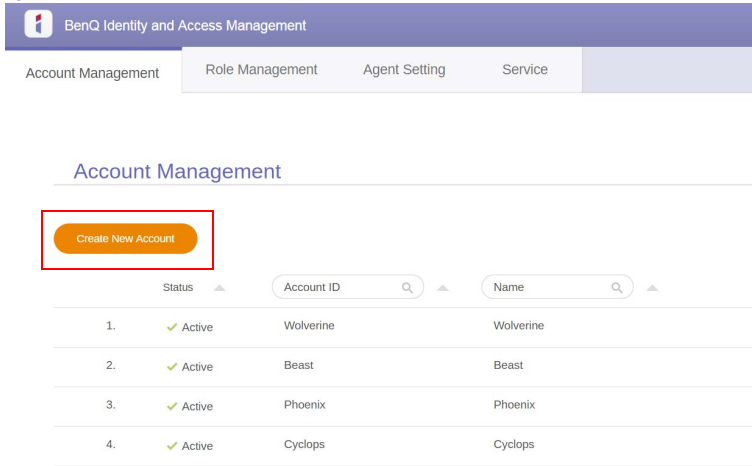 BenQ Identity and Access Management
Account Management Role Management Agent Setting Service
Account Management
Create New Account
Status Account ID Name
1. Active Wolverine Wolverine
2. Active Beast Beast
3. Active Phoenix Phoenix
4. Active Cyclops Cyclops